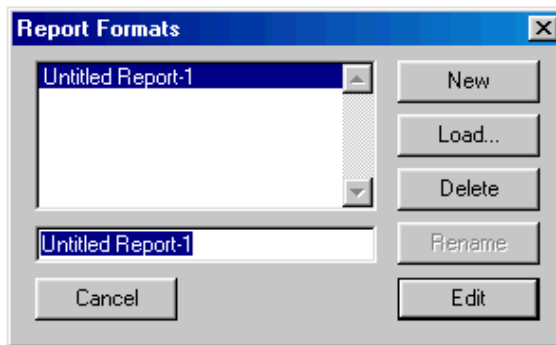 Report Formats
Untitled Report-1
New
Load...
Delete
Untitled Report-1
Rename
Cancel
Edit